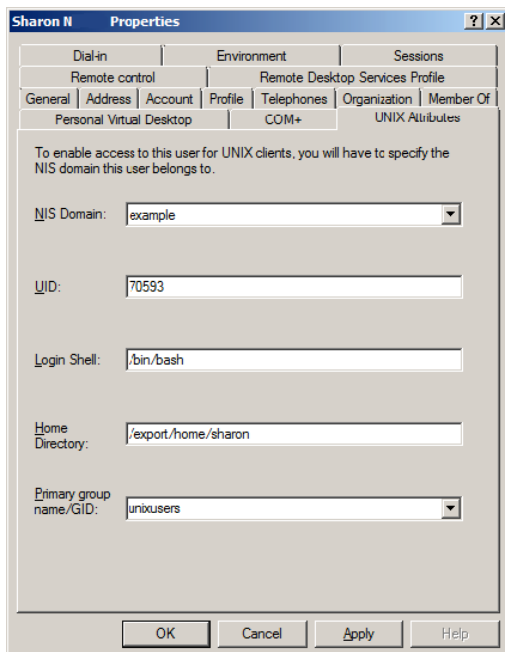 Sharon N Properties
Dial-in Environment Sessions
Remote control Remote Desktop Services Profile
General Address Account Profile Telephones Organization Member Of
Personal Virtual Desktop COM+ UNIX Attributes
To enable access to this user for UNIX clients, you will have to specify the
NIS domain this user belongs to.
NIS Domain: example
UID: 70593
Login Shell: /bin/bash
Home
Directory: /export/home/sharon
Primary group
name/GID: unixusers
OK Cancel Apply Help